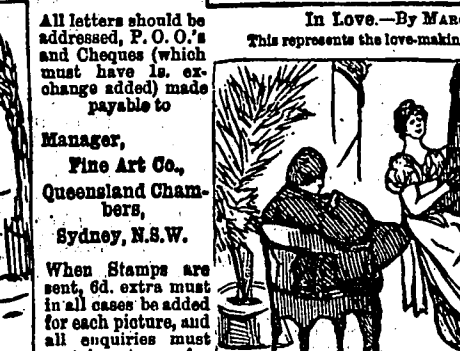 All letters should be
addressed, P. O. O.'s
and Cheques (which
must have 1s. ex-
change added) made
payable to
Manager,
Fine Art Co.,
Queensland Cham-
bers,
Sydney, N.S.W.
When Stamps are
sent, 6d. extra must
in all cases be added
for each picture, and
all enquiries must
In Love.—By
This represents the